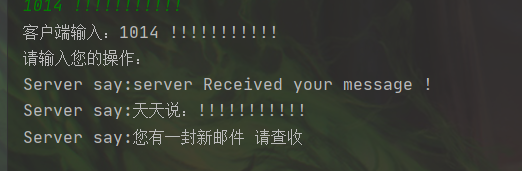 1014 !!!!!!!!!!!
客户端输入：1014 !!!!!!!!!!!
请输入您的操作：
Server say:server Received your message !
Server say:天天说：!!!!!!!!!!!
Server say:您有一封新邮件 请查收